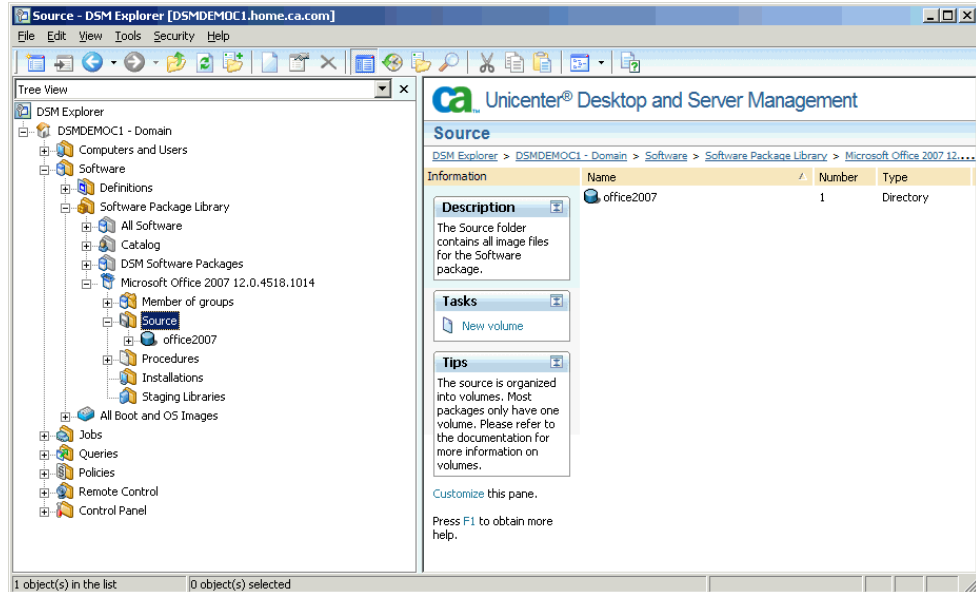 Source - DSM Explorer [DSMDEMOC1.home.ca.com]
File Edit View Tools Security Help
Tree View
DSM Explorer
DSMDEMOC1 - Domain
Computers and Users
Software
Definitions
Software Package Library
All Software
Catalog
DSM Software Packages
Microsoft Office 2007 12.0.4518.1014
Member of groups
Source
office2007
Procedures
Installations
Staging Libraries
All Boot and OS Images
Jobs
Queries
Policies
Remote Control
Control Panel
ca Unicenter® Desktop and Server Management
Source
DSM Explorer > DSMDEMOC1 - Domain > Software > Software Package Library > Microsoft Office 2007 12....
Information
Description
The Source folder
contains all image files
for the Software
package.
Tasks
New volume
Tips
The source is organized
into volumes. Most
packages only have one
volume. Please refer to
the documentation for
more information on
volumes.
Customize this pane.
Press F1 to obtain more
help.
Name Number Type
office2007 1 Directory
1 object(s) in the list 0 object(s) selected